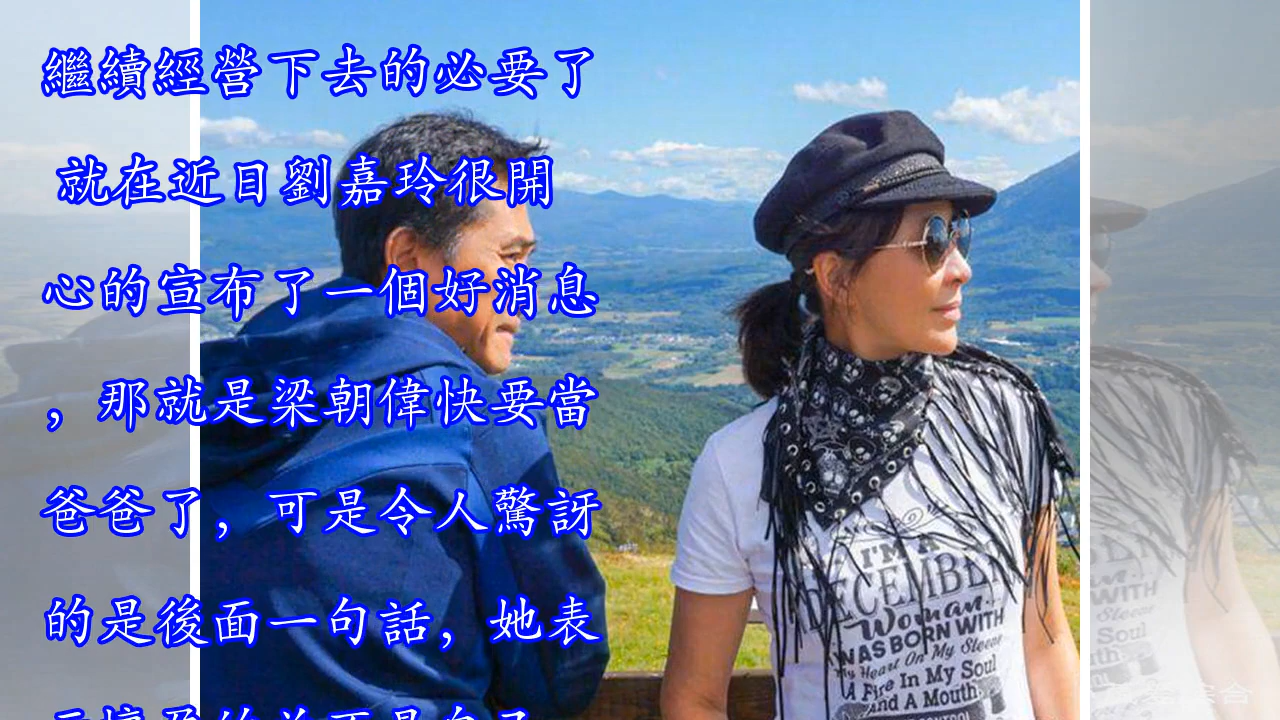 繼續經營下去的必要了
就在近日劉嘉玲很開
心的宣布了一個好消息
，那就是梁朝偉快要當
爸爸了，可是令人驚訝
的是後面一句話，她表
I'M A
DECEMBER
Woman..
WAS BORN WITH
My Heart On My Sleeve
A Fire In My Soul
And A Mouth